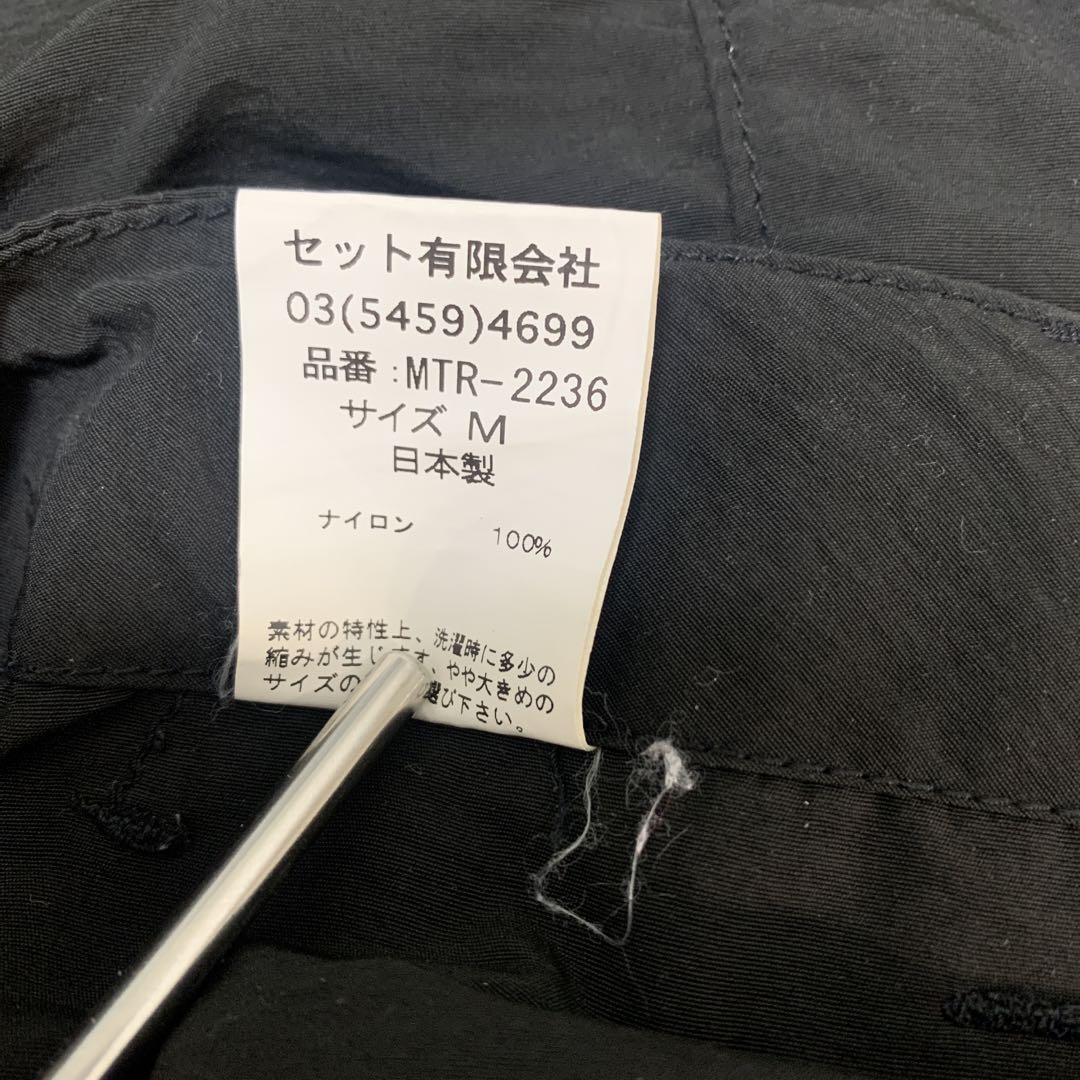 セット有限会社
03(5459)4699
品番:MTR-2236
サイズ M
日本製
ナイロン 100%
素材の特性上、洗濯時に多少の
縮みが生じます、やや大きめの
サイズの 選び下さい。